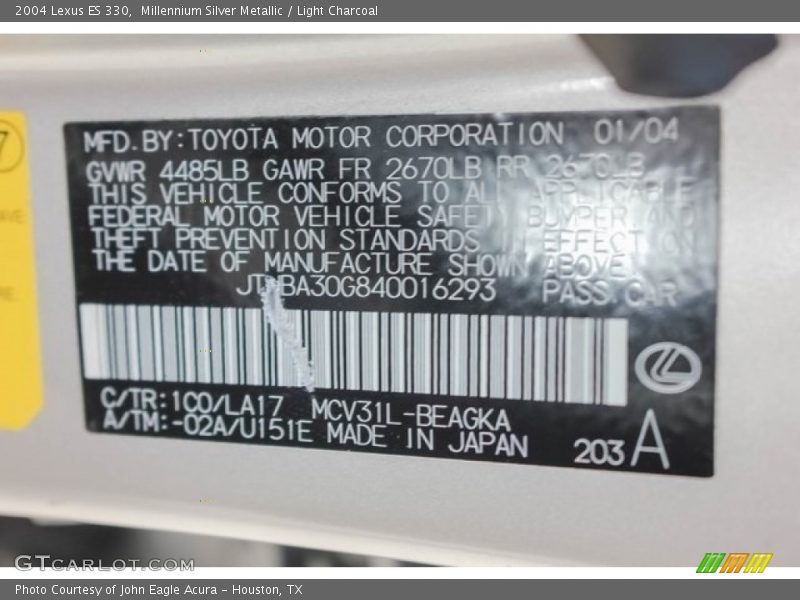 2004 Lexus ES 330,  Millennium Silver Metallic / Light Charcoal
7
MFD. BY: TOYOTA MOTOR CORPORATION 01/04
GVWR 4485LB GAWR FR 2670LB RR 2670LB
THIS VEHICLE CONFORMS TO ALL APPLICABLE
FEDERAL MOTOR VEHICLE SAFETY BUMPER AND
THEFT PREVENTION STANDARDS IN EFFECT ON
THE DATE OF MANUFACTURE SHOWN ABOVE.
PASS. CAR
C/TR: 1C0/LA17 MCV31L-BEAGKA
A/TM:-02A/U151E MADE IN JAPAN
203 A
GTCARLOT.COM
Photo Courtesy of John Eagle Acura - Houston, TX